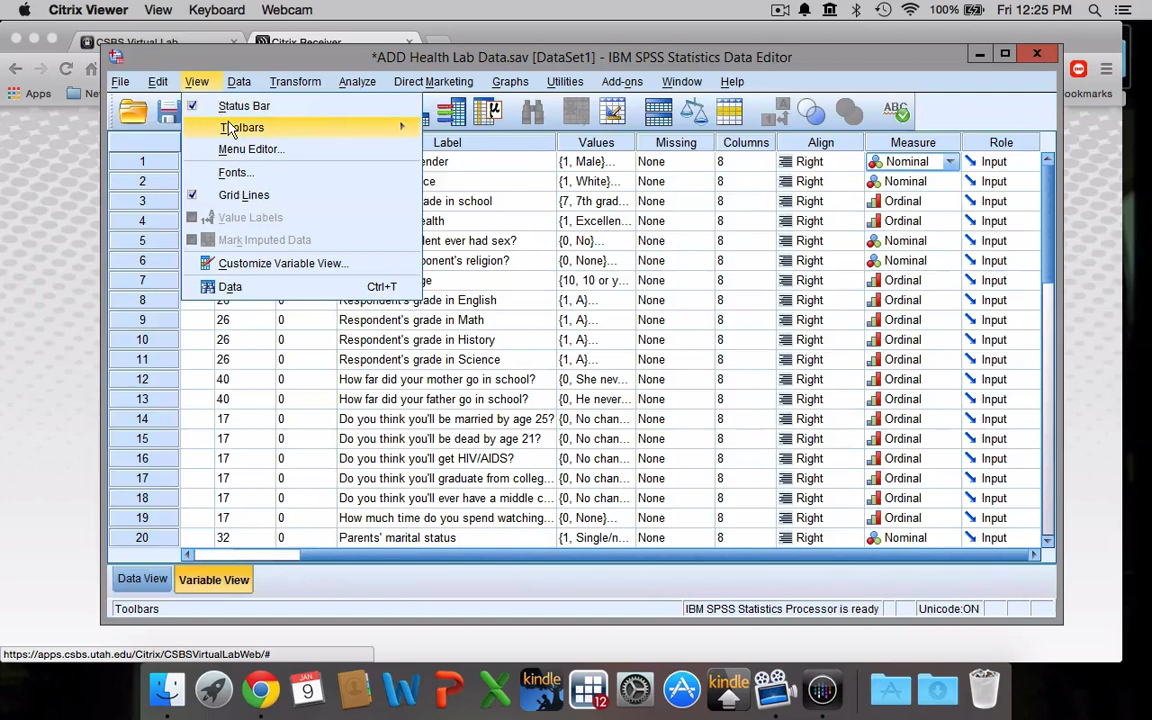 Citrix Viewer View Keyboard Webcam 100% Fri 12:25 PM
CSBS Virtual Lab Citrix Receiver
*ADD Health Lab Data.sav [DataSet1] - IBM SPSS Statistics Data Editor
Apps ookmarks
File Edit View Data Transform Analyze Direct Marketing Graphs Utilities Add-ons Window Help
Status Bar
Toolbars
Menu Editor...
Fonts...
Grid Lines
Value Labels
Mark Imputed Data
Customize Variable View...
Data Ctrl+T
Label Values Missing Columns Align Measure Role
1 ender {1, Male}... None 8 Right Nominal Input
2 ce {1, White}... None 8 Right Nominal Input
3 e in school {7, 7th grad... None 8 Right Ordinal Input
4 ealth {1, Excellen... None 8 Right Ordinal Input
5 ent ever had sex? {0, No}... None 8 Right Nominal Input
6 onent's religion? {0, None}... None 8 Right Nominal Input
7 ge {10, 10 or y... None 8 Right Ordinal Input
8 26 0 Respondent's grade in English {1, A}... None 8 Right Ordinal Input
9 26 0 Respondent's grade in Math {1, A}... None 8 Right Ordinal Input
10 26 0 Respondent's grade in History {1, A}... None 8 Right Ordinal Input
11 26 0 Respondent's grade in Science {1, A}... None 8 Right Ordinal Input
12 40 0 How far did your mother go in school? {0, She nev... None 8 Right Ordinal Input
13 40 0 How far did your father go in school? {0, He never... None 8 Right Ordinal Input
14 17 0 Do you think you'll be married by age 25? {0, No chan... None 8 Right Ordinal Input
15 17 0 Do you think you'll be dead by age 21? {0, No chan... None 8 Right Ordinal Input
16 17 0 Do you think you'll get HIV/AIDS? {0, No chan... None 8 Right Ordinal Input
17 17 0 Do you think you'll graduate from colleg... {0, No chan... None 8 Right Ordinal Input
18 17 0 Do you think you'll ever have a middle c... {0, No chan... None 8 Right Ordinal Input
19 17 0 How much time do you spend watching... {0, None}... None 8 Right Ordinal Input
20 32 0 Parents' marital status {1, Single/n... None 8 Right Nominal Input
Data View Variable View
Toolbars IBM SPSS Statistics Processor is ready Unicode:ON
https://apps.csbs.utah.edu/Citrix/CSBSVirtualLabWeb/#
JAN
9
kindle
12
kindle